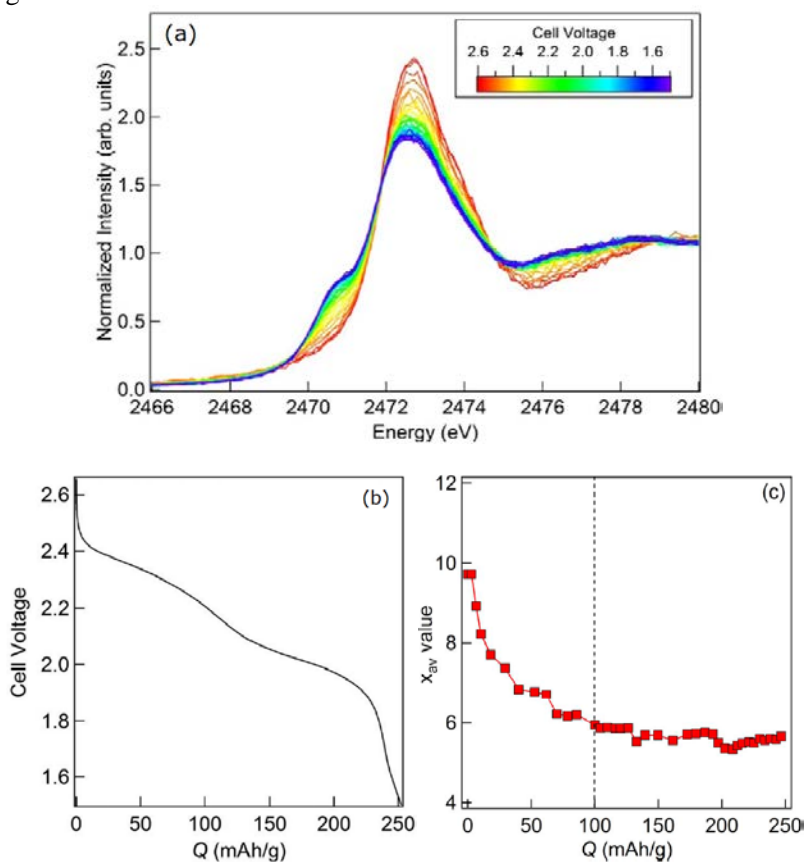 g
(a)
Cell Voltage
2.6 2.4 2.2 2.0 1.8 1.6
Normalized Intensity (arb. units)
2.5
2.0
1.5
1.0
0.5
0.0
2466 2468 2470 2472 2474 2476 2478 2480
Energy (eV)
(b)
Cell Voltage
2.6
2.4
2.2
2.0
1.8
1.6
0 50 100 150 200 250
Q (mAh/g)
(c)
xav value
12
10
8
6
4
0 50 100 150 200 250
Q (mAh/g)